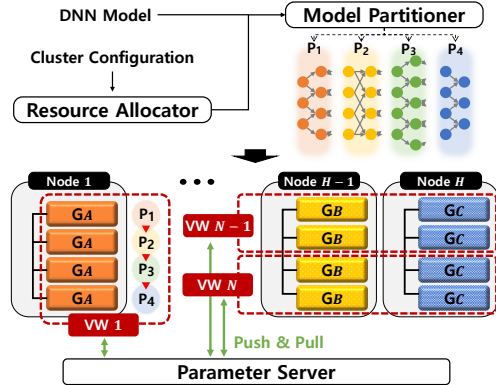 DNN Model
Model Partitioner
Cluster Configuration
Resource Allocator
P1 P2 P3 P4
Node 1 ••• Node H−1 Node H
GA P1 GB GC
GA P2 VW N−1 GB GC
GA P3 VW N GB GC
GA P4 GB GC
VW 1
Push & Pull
Parameter Server